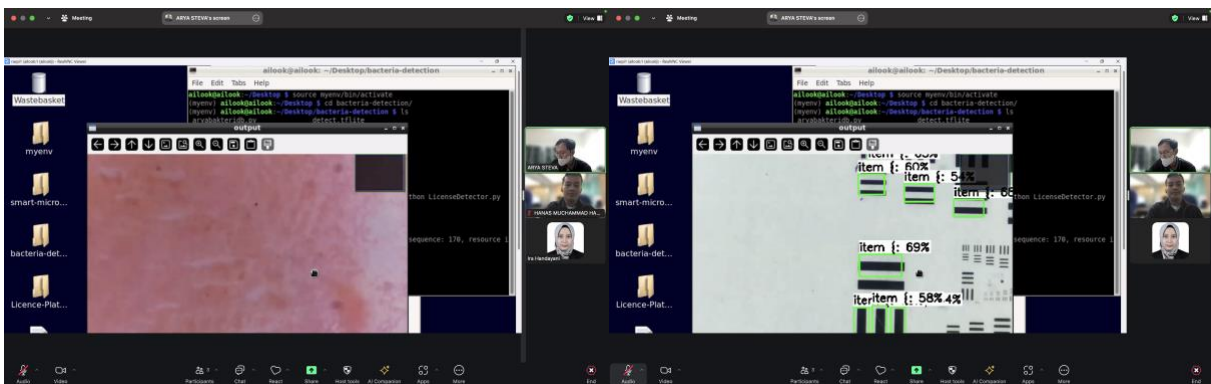 Meeting
ARYA STEVA's screen
View
ailook@ailook: ~/Desktop/bacteria-detection
File Edit Tabs Help
ailook@ailook:~/Desktop $ source myenv/bin/activate
(myenv) ailook@ailook:~/Desktop $ cd bacteria-detection/
(myenv) ailook@ailook:~/Desktop/bacteria-detection $ ls
aryabakteridb.py detect.tflite
output
thon LicenseDetector.py
sequence: 170, resource i
Wastebasket
myenv
smart-micro...
bacteria-det...
Licence-Plat...
ARYA STEVA
HANAS MUCHAMMAD HA...
Ira Handayani
Audio
Video
Participants
Chat
React
Share
Host tools
AI Companion
Apps
More
End
Meeting
ARYA STEVA's screen
View
ailook@ailook: ~/Desktop/bacteria-detection
File Edit Tabs Help
ailook@ailook:~/Desktop $ source myenv/bin/activate
(myenv) ailook@ailook:~/Desktop $ cd bacteria-detection/
(myenv) ailook@ailook:~/Desktop/bacteria-detection $ ls
aryabakteridb.py detect.tflite
output
item {: 60%
item {: 54%
item {: 69%
item {: 58%
thon LicenseDetector.py
sequence: 170, resource i
Wastebasket
myenv
smart-micro...
bacteria-det...
Licence-Plat...
Audio
Video
Participants
Chat
React
Share
Host tools
AI Companion
Apps
More
End